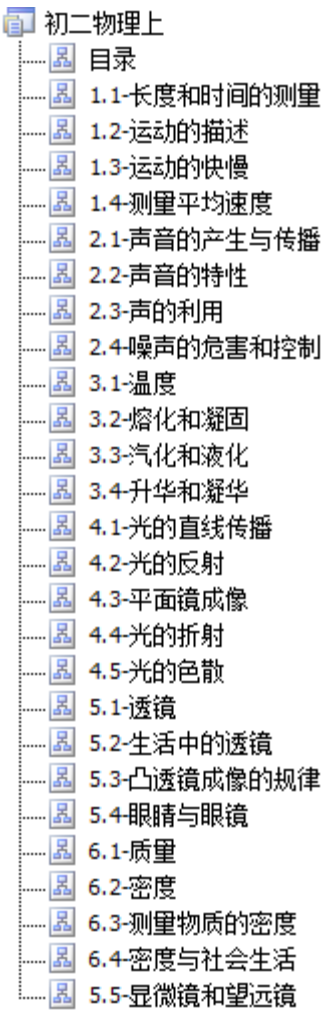 初二物理上
目录
1.1-长度和时间的测量
1.2-运动的描述
1.3-运动的快慢
1.4-测量平均速度
2.1-声音的产生与传播
2.2-声音的特性
2.3-声的利用
2.4-噪声的危害和控制
3.1-温度
3.2-熔化和凝固
3.3-汽化和液化
3.4-升华和凝华
4.1-光的直线传播
4.2-光的反射
4.3-平面镜成像
4.4-光的折射
4.5-光的色散
5.1-透镜
5.2-生活中的透镜
5.3-凸透镜成像的规律
5.4-眼睛与眼镜
6.1-质量
6.2-密度
6.3-测量物质的密度
6.4-密度与社会生活
5.5-显微镜和望远镜